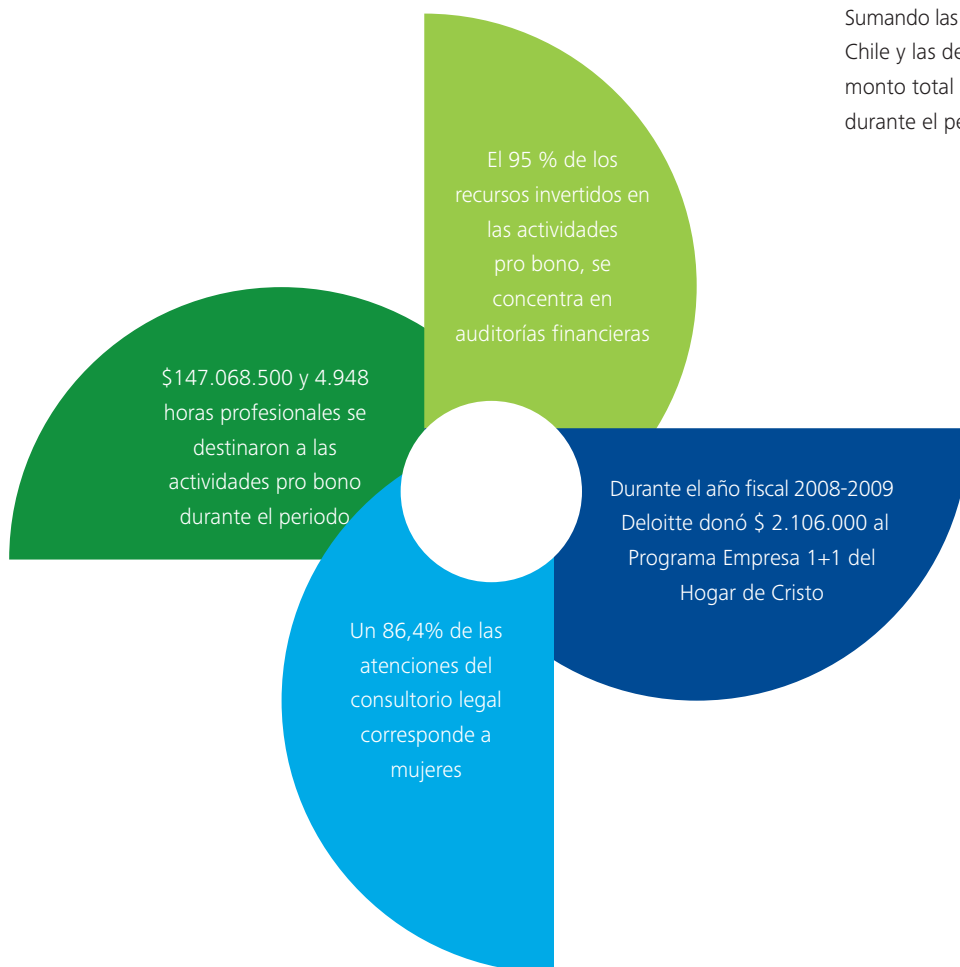 Sumando las
Chile y las de
monto total
durante el pe
El 95 % de los
recursos invertidos en
las actividades
pro bono, se
concentra en
auditorías financieras
$147.068.500 y 4.948
horas profesionales se
destinaron a las
actividades pro bono
durante el periodo
Durante el año fiscal 2008-2009
Deloitte donó $ 2.106.000 al
Programa Empresa 1+1 del
Hogar de Cristo
Un 86,4% de las
atenciones del
consultorio legal
corresponde a
mujeres